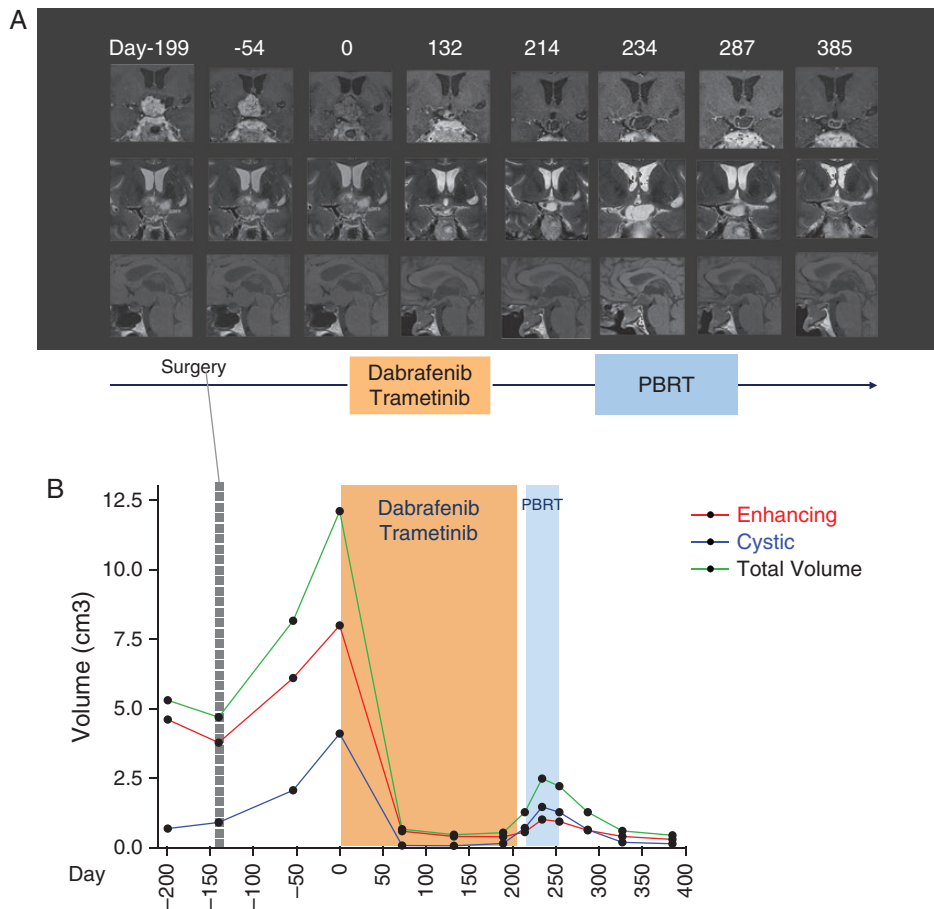 A
Day-199 -54 0 132 214 234 287 385
Surgery
Dabrafenib
Trametinib
PBRT
B
Volume (cm3)
12.5
10.0
7.5
5.0
2.5
0.0
Dabrafenib
Trametinib
PBRT
Enhancing
Cystic
Total Volume
Day
−200 −150 −100 −50 0 50 100 150 200 250 300 350 400